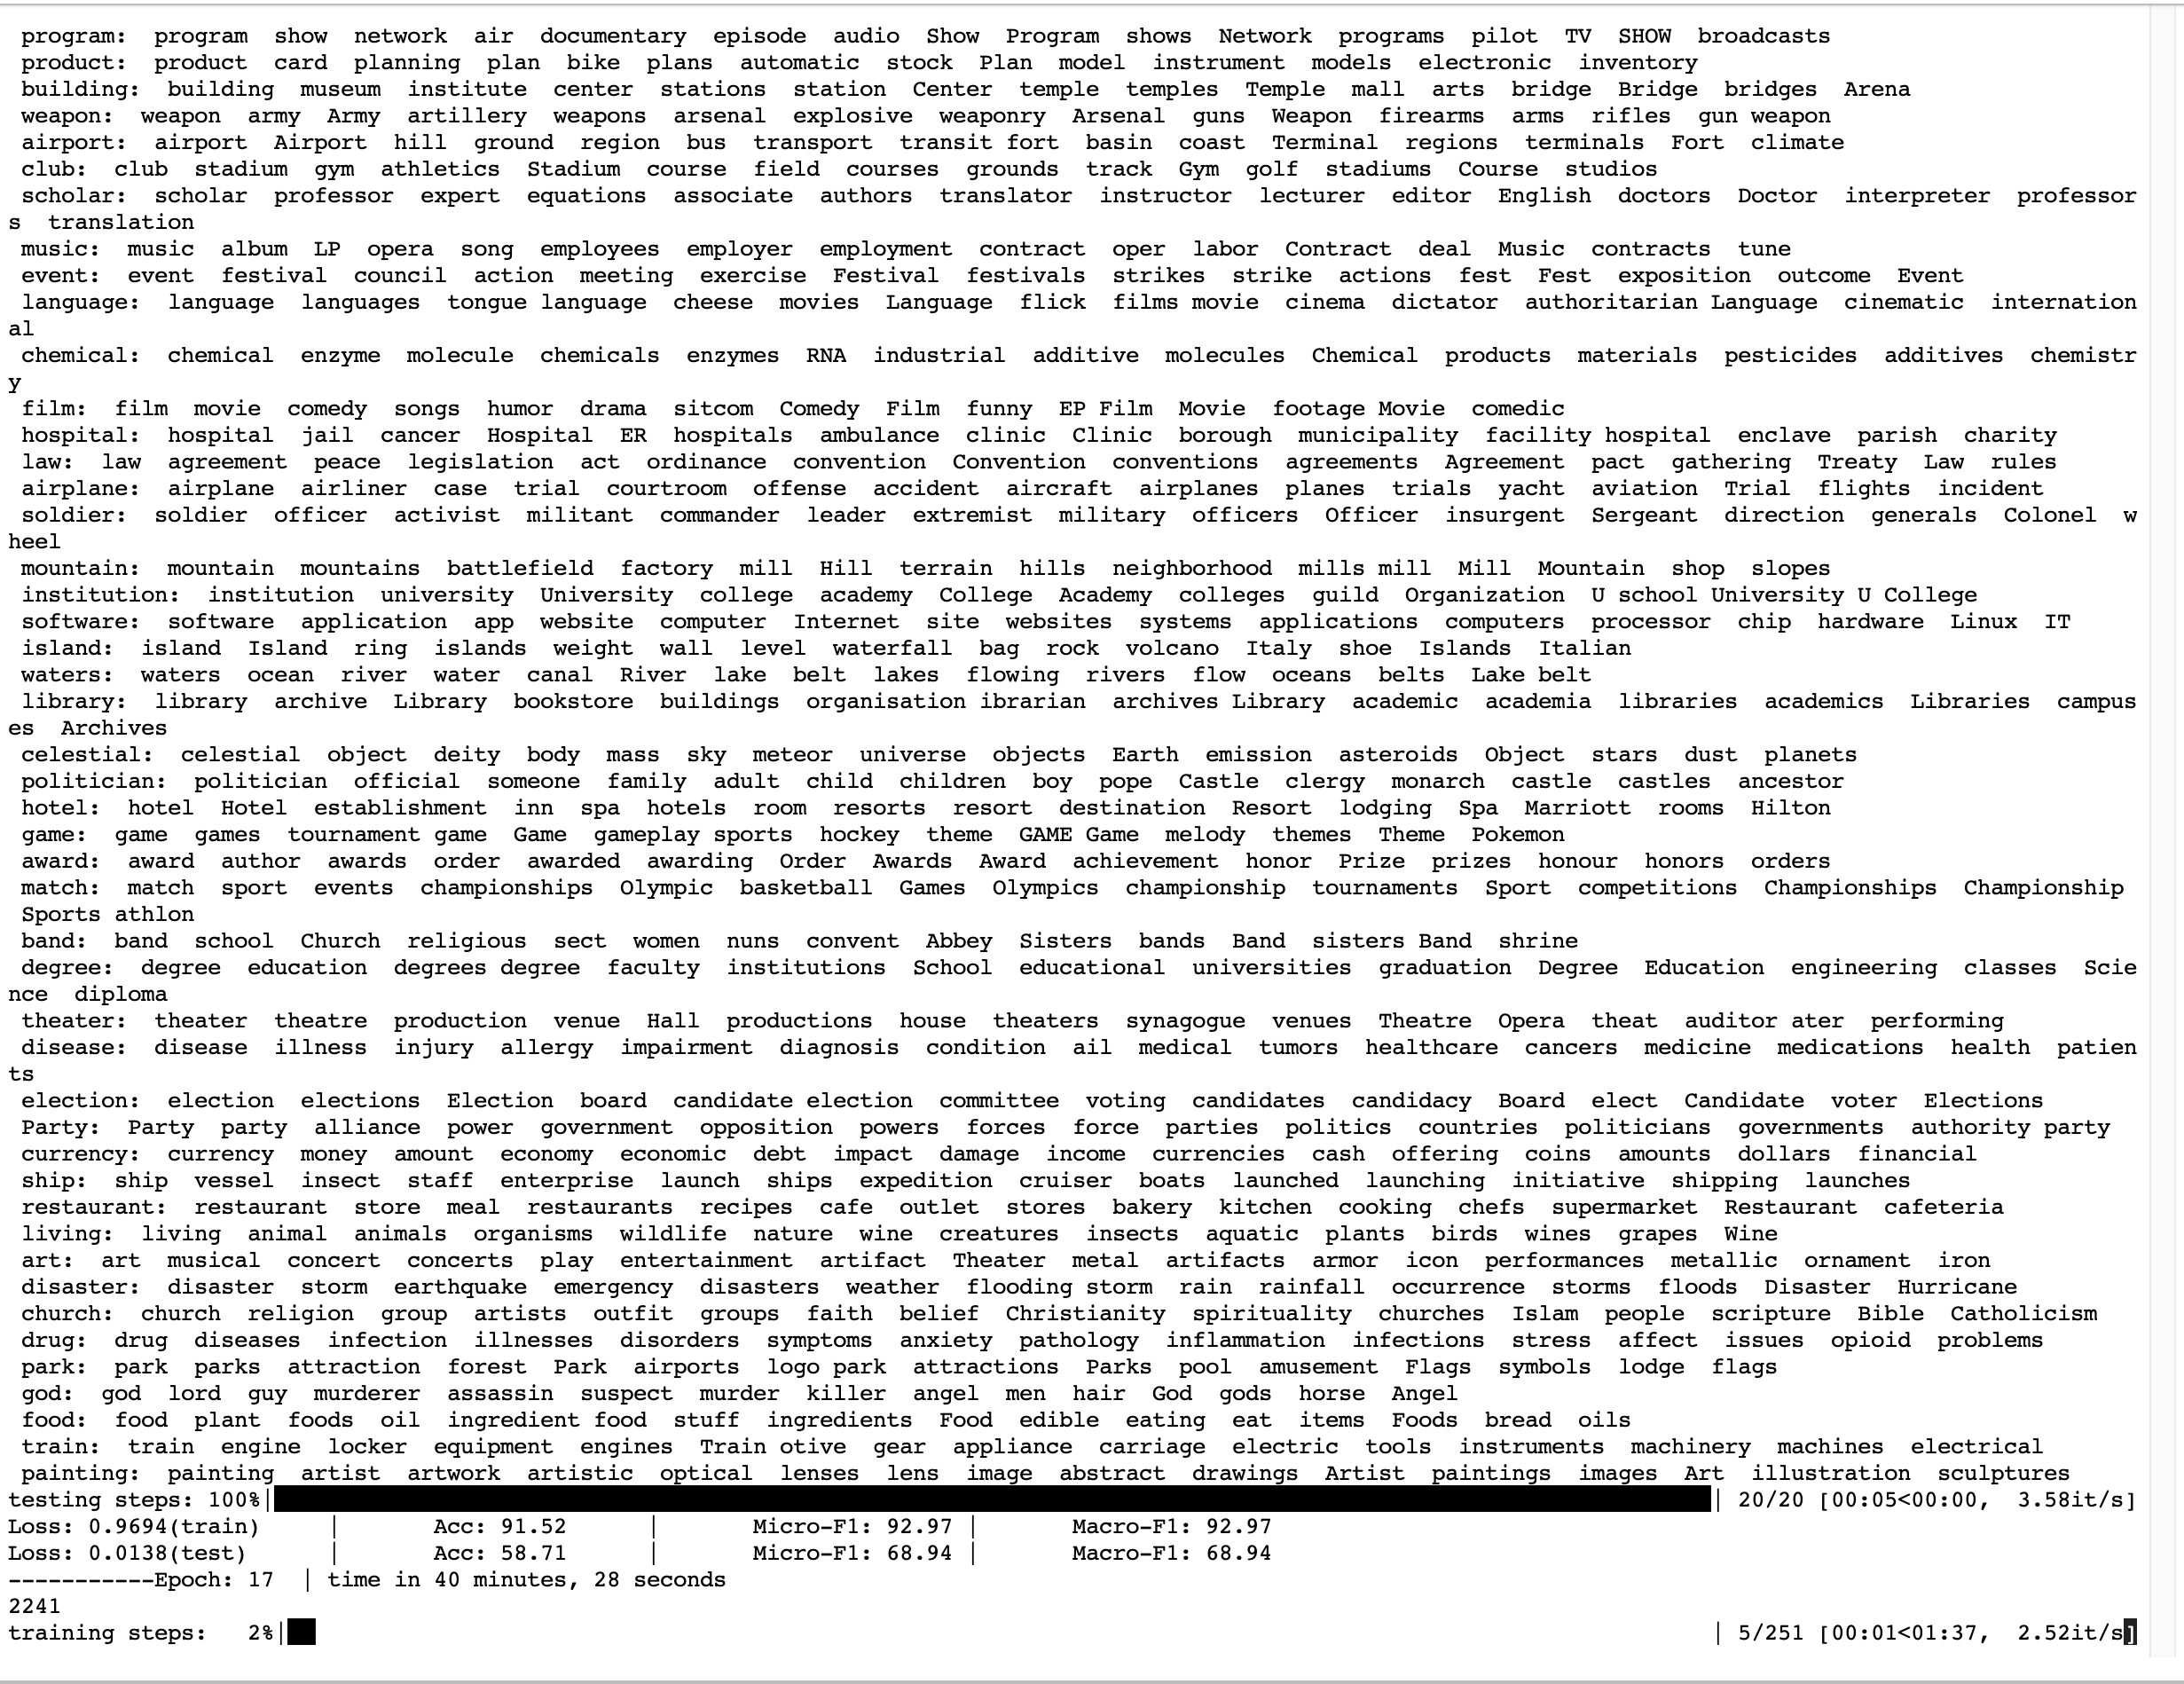 program: program show network air documentary episode audio Show Program shows Network programs pilot TV SHOW broadcasts
product: product card planning plan bike plans automatic stock Plan model instrument models electronic inventory
building: building museum institute center stations station Center temple temples Temple mall arts bridge Bridge bridges Arena
weapon: weapon army Army artillery weapons arsenal explosive weaponry Arsenal guns Weapon firearms arms rifles gun weapon
airport: airport Airport hill ground region bus transport transit fort basin coast Terminal regions terminals Fort climate
club: club stadium gym athletics Stadium course field courses grounds track Gym golf stadiums Course studios
scholar: scholar professor expert equations associate authors translator instructor lecturer editor English doctors Doctor interpreter professor
s translation
music: music album LP opera song employees employer employment contract oper labor Contract deal Music contracts tune
event: event festival council action meeting exercise Festival festivals strikes strike actions fest Fest exposition outcome Event
language: language languages tongue language cheese movies Language flick films movie cinema dictator authoritarian Language cinematic internation
al
chemical: chemical enzyme molecule chemicals enzymes RNA industrial additive molecules Chemical products materials pesticides additives chemistr
y
film: film movie comedy songs humor drama sitcom Comedy Film funny EP Film Movie footage Movie comedic
hospital: hospital jail cancer Hospital ER hospitals ambulance clinic Clinic borough municipality facility hospital enclave parish charity
law: law agreement peace legislation act ordinance convention Convention conventions agreements Agreement pact gathering Treaty Law rules
airplane: airplane airliner case trial courtroom offense accident aircraft airplanes planes trials yacht aviation Trial flights incident
soldier: soldier officer activist militant commander leader extremist military officers Officer insurgent Sergeant direction generals Colonel w
heel
mountain: mountain mountains battlefield factory mill Hill terrain hills neighborhood mills mill Mill Mountain shop slopes
institution: institution university University college academy College Academy colleges guild Organization U school University U College
software: software application app website computer Internet site websites systems applications computers processor chip hardware Linux IT
island: island Island ring islands weight wall level waterfall bag rock volcano Italy shoe Islands Italian
waters: waters ocean river water canal River lake belt lakes flowing rivers flow oceans belts Lake belt
library: library archive Library bookstore buildings organisation ibrarian archives Library academic academia libraries academics Libraries campus
es Archives
celestial: celestial object deity body mass sky meteor universe objects Earth emission asteroids Object stars dust planets
politician: politician official someone family adult child children boy pope Castle clergy monarch castle castles ancestor
hotel: hotel Hotel establishment inn spa hotels room resorts resort destination Resort lodging Spa Marriott rooms Hilton
game: game games tournament game Game gameplay sports hockey theme GAME Game melody themes Theme Pokemon
award: award author awards order awarded awarding Order Awards Award achievement honor Prize prizes honour honors orders
match: match sport events championships Olympic basketball Games Olympics championship tournaments Sport competitions Championships Championship
Sports athlon
band: band school Church religious sect women nuns convent Abbey Sisters bands Band sisters Band shrine
degree: degree education degrees degree faculty institutions School educational universities graduation Degree Education engineering classes Scie
nce diploma
theater: theater theatre production venue Hall productions house theaters synagogue venues Theatre Opera theat auditor ater performing
disease: disease illness injury allergy impairment diagnosis condition ail medical tumors healthcare cancers medicine medications health patien
ts
election: election elections Election board candidate election committee voting candidates candidacy Board elect Candidate voter Elections
Party: Party party alliance power government opposition powers forces force parties politics countries politicians governments authority party
currency: currency money amount economy economic debt impact damage income currencies cash offering coins amounts dollars financial
ship: ship vessel insect staff enterprise launch ships expedition cruiser boats launched launching initiative shipping launches
restaurant: restaurant store meal restaurants recipes cafe outlet stores bakery kitchen cooking chefs supermarket Restaurant cafeteria
living: living animal animals organisms wildlife nature wine creatures insects aquatic plants birds wines grapes Wine
art: art musical concert concerts play entertainment artifact Theater metal artifacts armor icon performances metallic ornament iron
disaster: disaster storm earthquake emergency disasters weather flooding storm rain rainfall occurrence storms floods Disaster Hurricane
church: church religion group artists outfit groups faith belief Christianity spirituality churches Islam people scripture Bible Catholicism
drug: drug diseases infection illnesses disorders symptoms anxiety pathology inflammation infections stress affect issues opioid problems
park: park parks attraction forest Park airports logo park attractions Parks pool amusement Flags symbols lodge flags
god: god lord guy murderer assassin suspect murder killer angel men hair God gods horse Angel
food: food plant foods oil ingredient food stuff ingredients Food edible eating eat items Foods bread oils
train: train engine locker equipment engines Train otive gear appliance carriage electric tools instruments machinery machines electrical
painting: painting artist artwork artistic optical lenses lens image abstract drawings Artist paintings images Art illustration sculptures
testing steps: 100%| | 20/20 [00:05<00:00, 3.58it/s]
Loss: 0.9694(train) | Acc: 91.52 | Micro-F1: 92.97 | Macro-F1: 92.97
Loss: 0.0138(test) | Acc: 58.71 | Micro-F1: 68.94 | Macro-F1: 68.94
-----------Epoch: 17 | time in 40 minutes, 28 seconds
2241
training steps: 2%| | 5/251 [00:01<01:37, 2.52it/s]